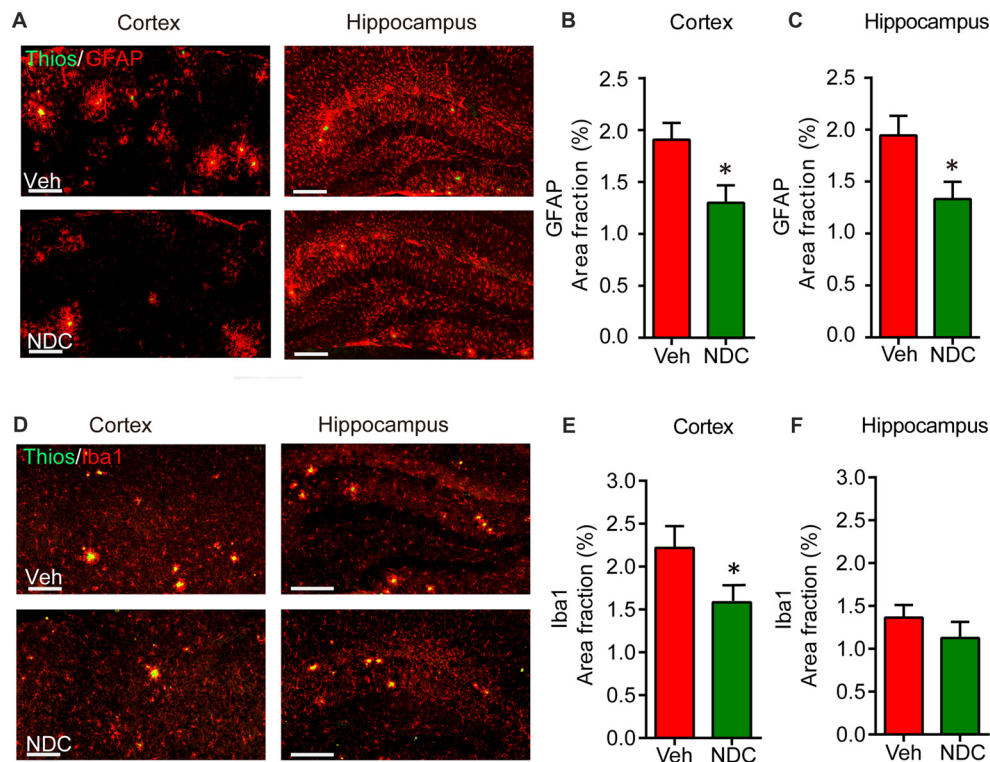 A
Cortex
Hippocampus
Thios/GFAP
Veh
NDC
B
Cortex
GFAP
Area fraction (%)
2.5
2.0
1.5
1.0
0.5
0.0
*
Veh
NDC
C
Hippocampus
GFAP
Area fraction (%)
2.5
2.0
1.5
1.0
0.5
0.0
*
Veh
NDC
D
Cortex
Hippocampus
Thios/Iba1
Veh
NDC
E
Cortex
Iba1
Area fraction (%)
3.0
2.5
2.0
1.5
1.0
0.5
0.0
*
Veh
NDC
F
Hippocampus
Iba1
Area fraction (%)
3.0
2.5
2.0
1.5
1.0
0.5
0.0
Veh
NDC